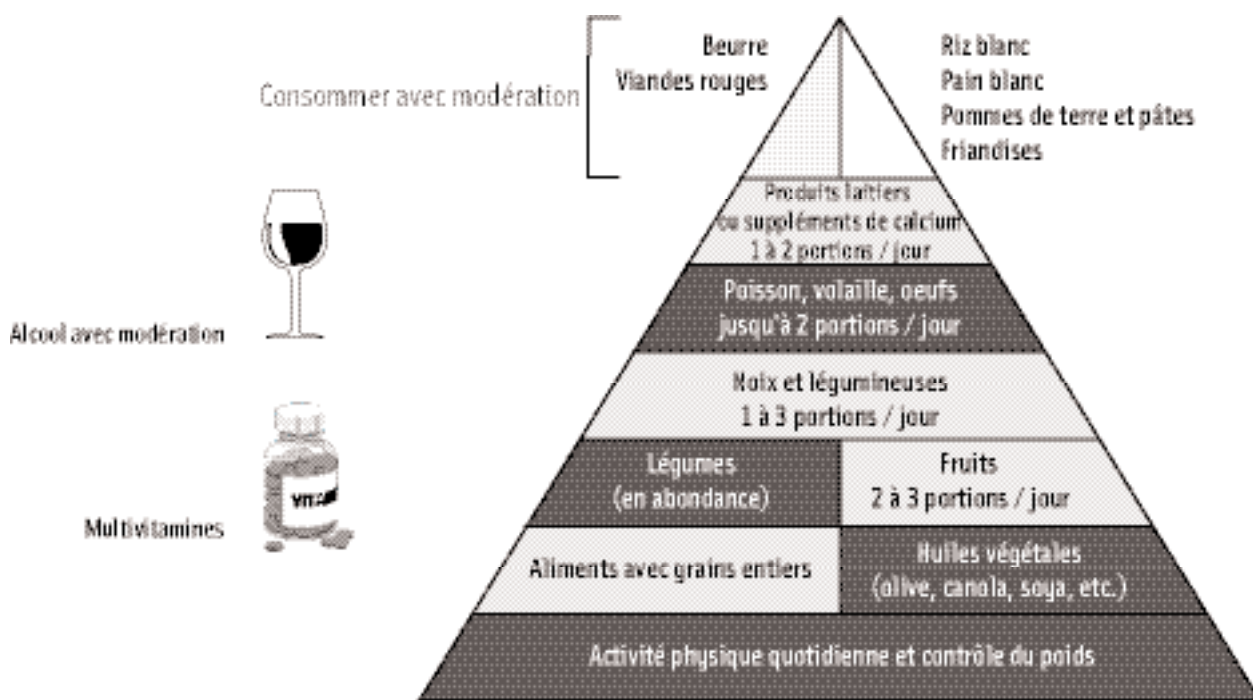 Consommer avec modération
Beurre
Viandes rouges
Riz blanc
Pain blanc
Pommes de terre et pâtes
Friandises
Produits laitiers
ou suppléments de calcium
1 à 2 portions / jour
Poisson, volaille, oeufs
jusqu'à 2 portions / jour
Alcool avec modération
Noix et légumineuses
1 à 3 portions / jour
Légumes
(en abondance)
Fruits
2 à 3 portions / jour
VITAMI
Multivitamines
Aliments avec grains entiers
Huiles végétales
(olive, canola, soya, etc.)
Activité physique quotidienne et contrôle du poids